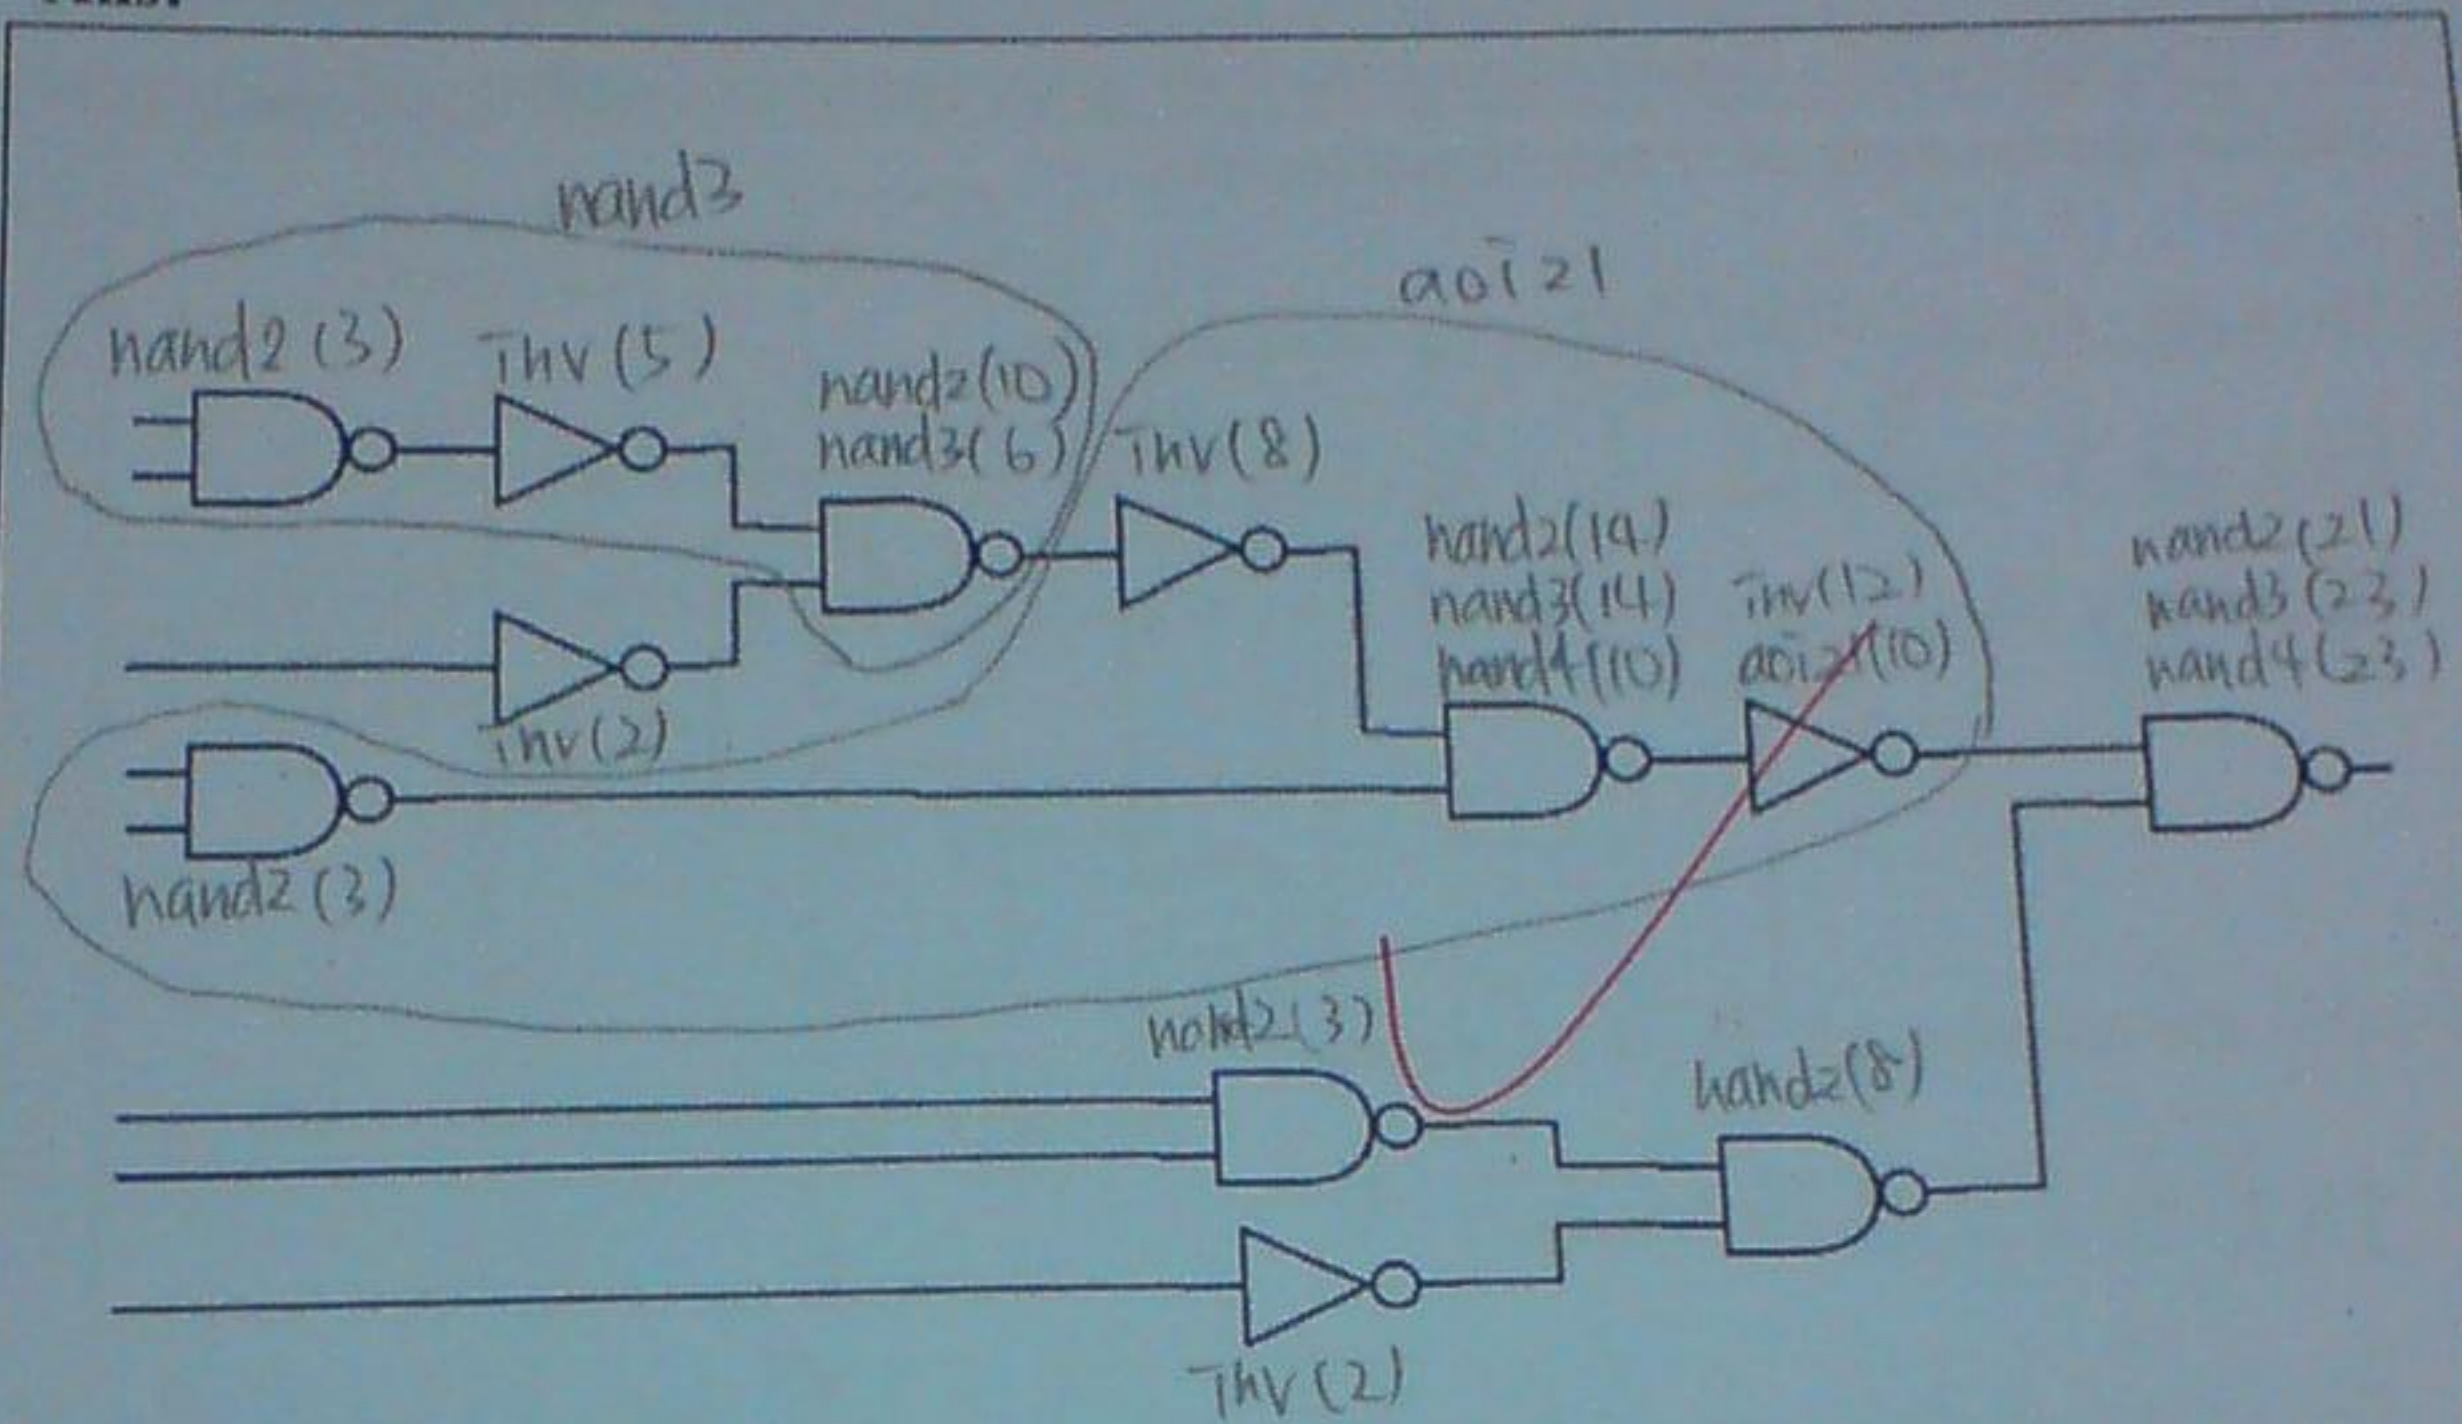 nand3
aoi21
nand2(3)
inv(5)
nand2(10)
nand3(6)
inv(8)
inv(2)
nand2(14)
nand3(14)
nand4(10)
inv(12)
aoi21(10)
nand2(21)
nand3(23)
nand4(23)
nand2(3)
nand2(3)
nand2(8)
inv(2)